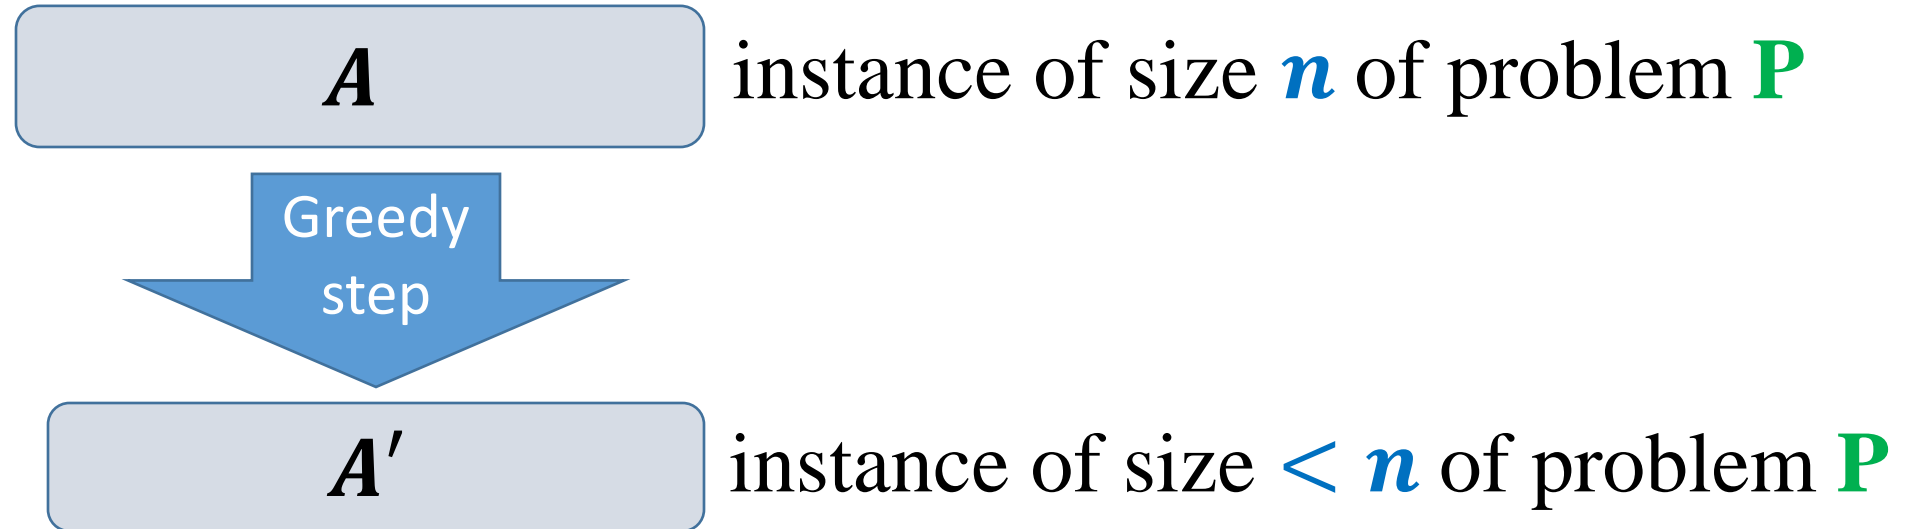 A instance of size n of problem P
Greedy
step
A′ instance of size < n of problem P